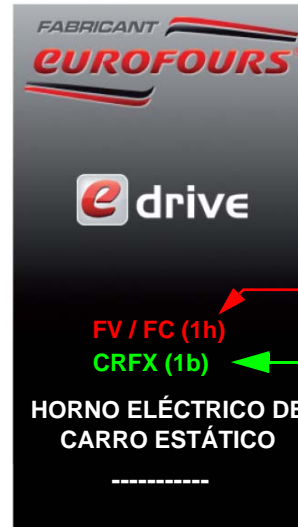 FABRICANT
eUROFOURS
e drive
FV / FC (1h)
CRFX (1b)
HORNO ELÉCTRICO DE
CARRO ESTÁTICO
-----------